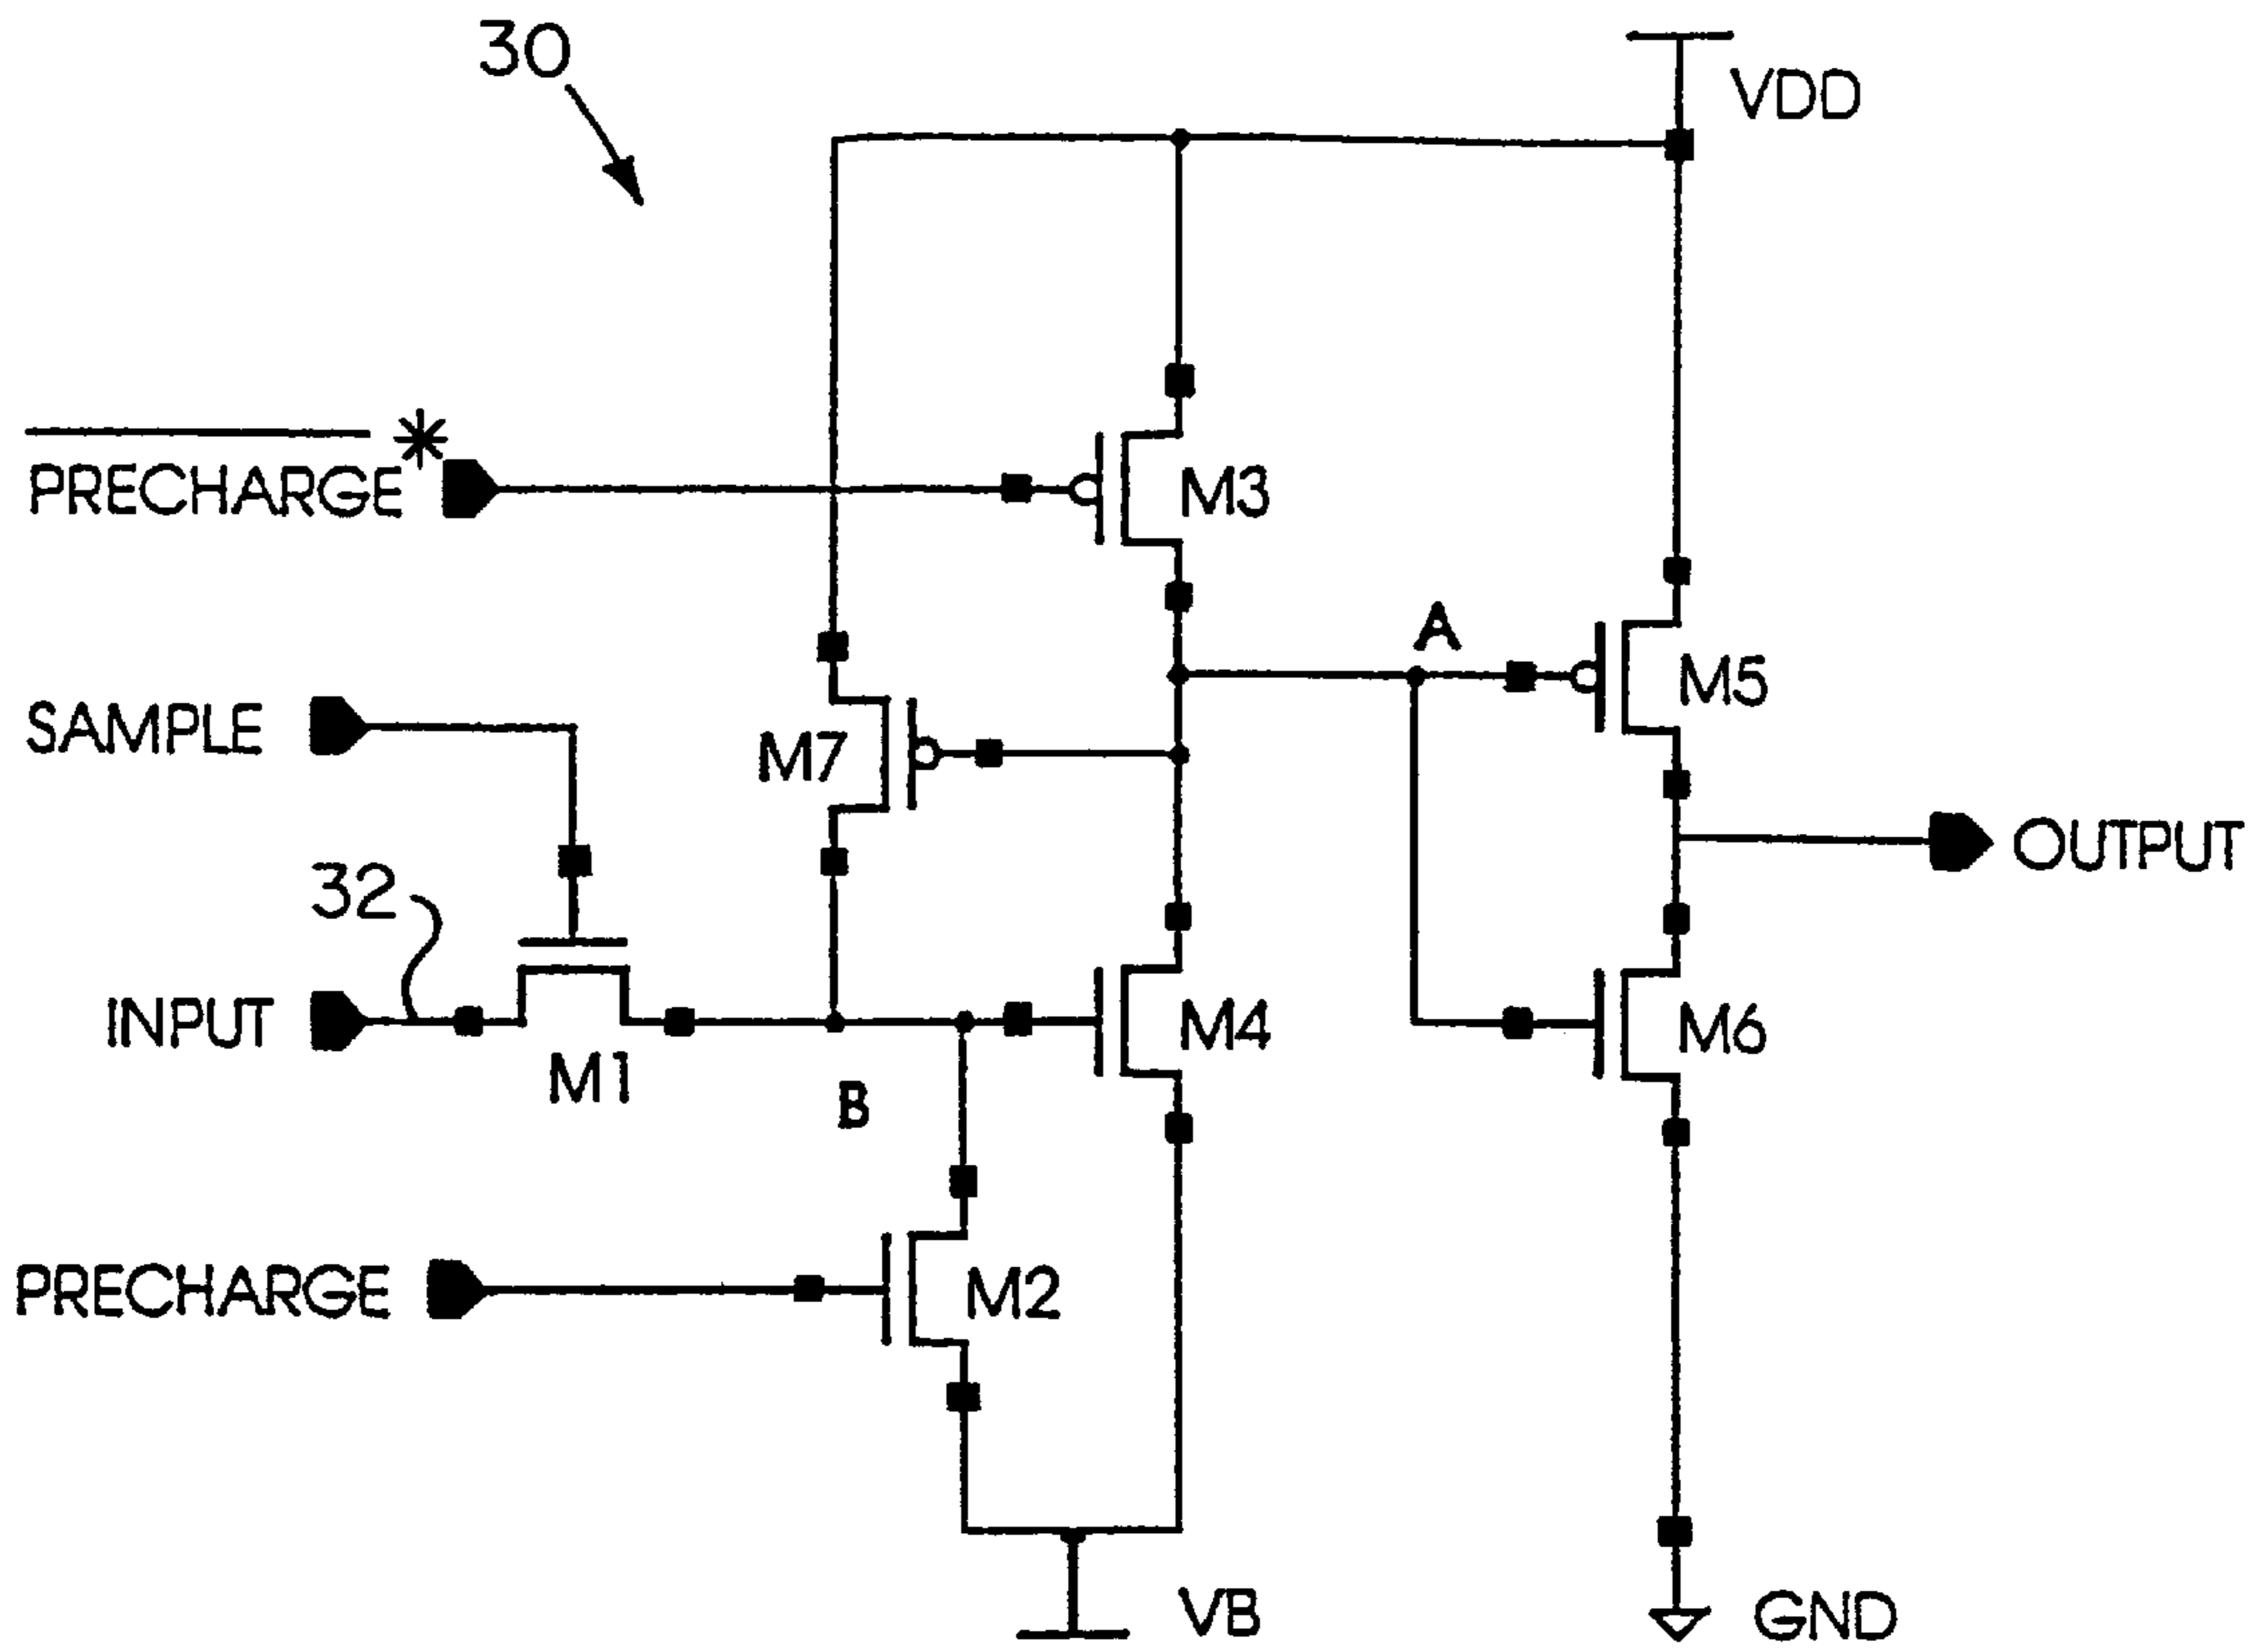 30
VDD
PRECHARGE*
M3
A
M5
SAMPLE
M7
OUTPUT
32
INPUT
M1
B
M4
M6
PRECHARGE
M2
VB
GND